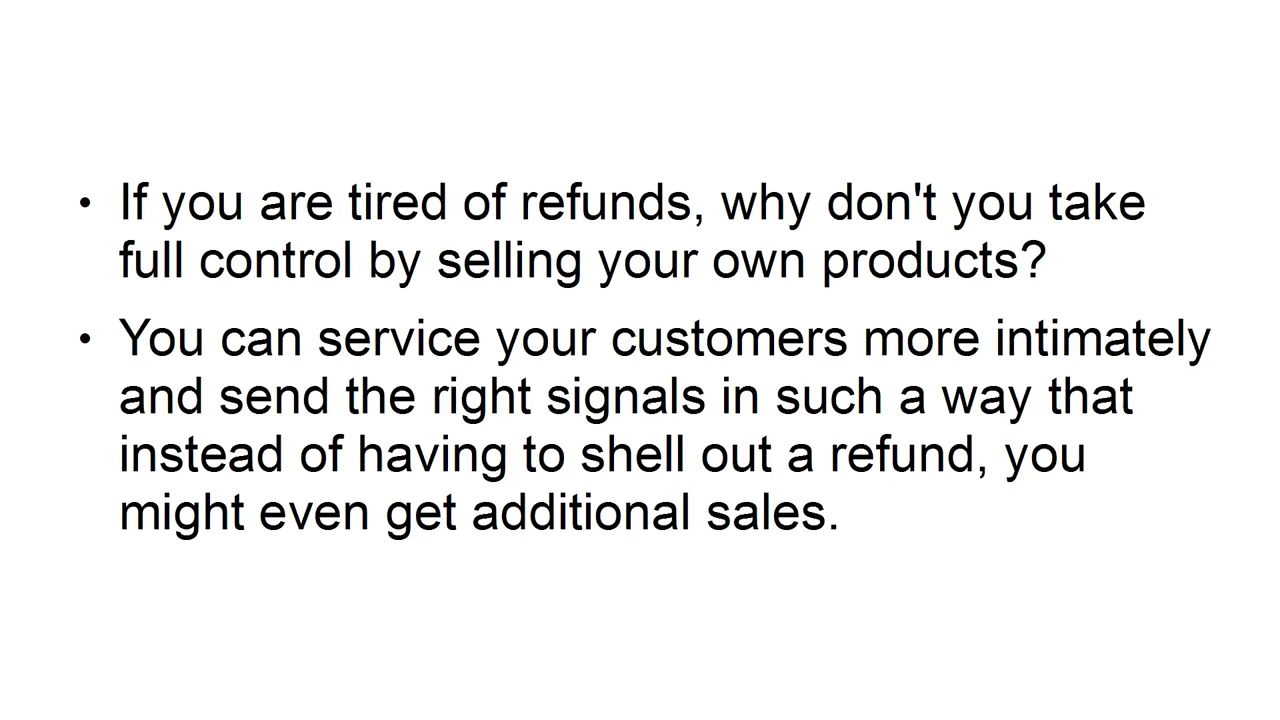 • If you are tired of refunds, why don't you take
full control by selling your own products?
• You can service your customers more intimately
and send the right signals in such a way that
instead of having to shell out a refund, you
might even get additional sales.